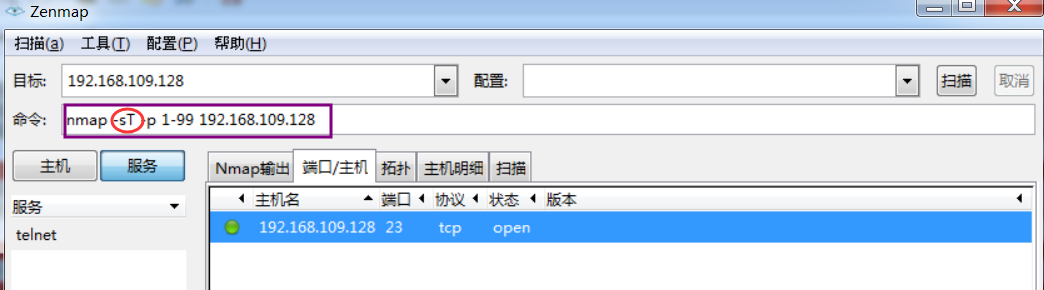 Zenmap
扫描(a) 工具(T) 配置(P) 帮助(H)
目标: 192.168.109.128 配置: 扫描 取消
命令: nmap -sT -p 1-99 192.168.109.128
主机 服务 Nmap输出 端口/主机 拓扑 主机明细 扫描
服务 主机名 端口 协议 状态 版本
telnet 192.168.109.128 23 tcp open